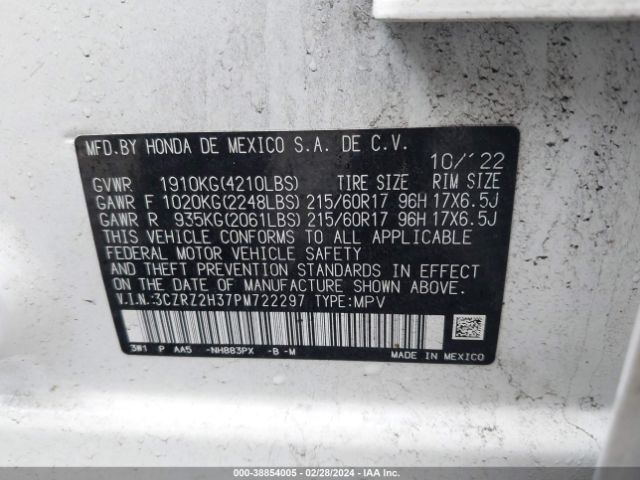 MFD.BY HONDA DE MEXICO S.A. DE C.V.
10/'22
GVWR 1910KG(4210LBS) TIRE SIZE RIM SIZE
GAWR F 1020KG(2248LBS) 215/60R17 96H 17X6.5J
GAWR R 935KG(2061LBS) 215/60R17 96H 17X6.5J
THIS VEHICLE CONFORMS TO ALL APPLICABLE
FEDERAL MOTOR VEHICLE SAFETY
AND THEFT PREVENTION STANDARDS IN EFFECT
ON THE DATE OF MANUFACTURE SHOWN ABOVE.
V.I.N.:3CZRZ2H37PM722297 TYPE:MPV
3W1 P AA5 -NH883PX -B -M
MADE IN MEXICO
000-38854005 - 02/28/2024 - IAAI.COM